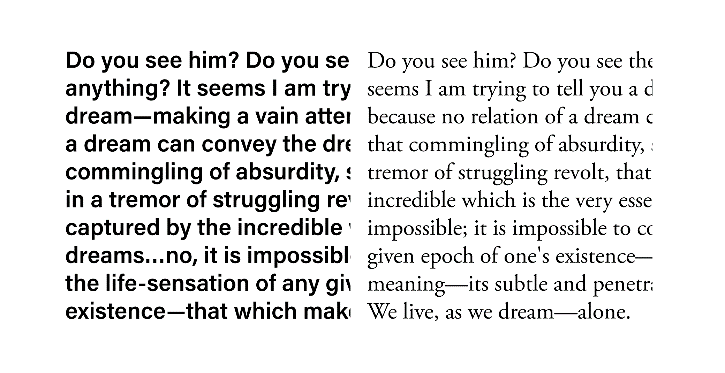 Do you see him? Do you se
anything? It seems I am try
dream—making a vain atter
a dream can convey the dre
commingling of absurdity,
in a tremor of struggling re
captured by the incredible
dreams...no, it is impossibl
the life-sensation of any giv
existence—that which mak
Do you see him? Do you see the
seems I am trying to tell you a d
because no relation of a dream c
that commingling of absurdity,
tremor of struggling revolt, that
incredible which is the very esse
impossible; it is impossible to co
given epoch of one's existence—
meaning—its subtle and penetra
We live, as we dream—alone.